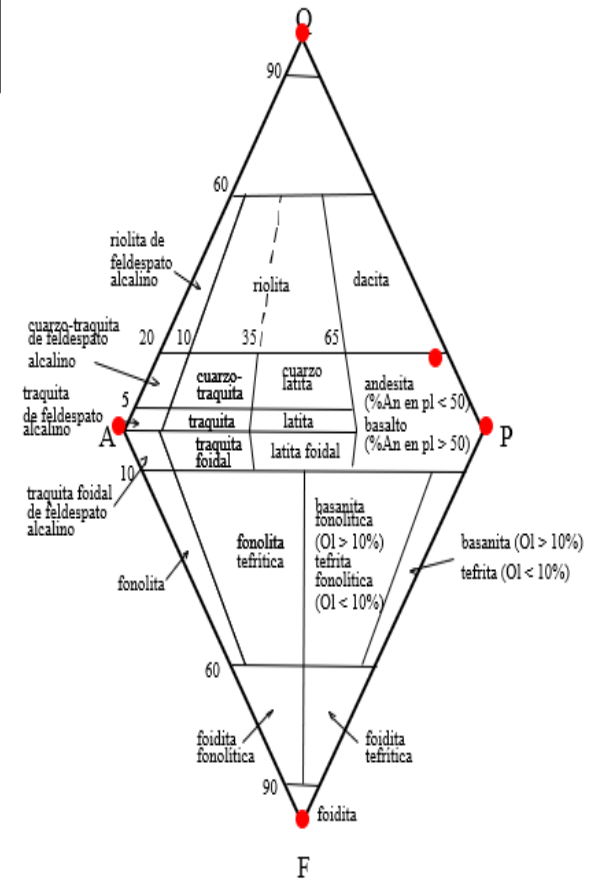 Q
90
60
riolita de
feldespato
alcalino
riolita
dacita
cuarzo-traquita
de feldespato
alcalino
20 10 35 65
cuarzo-
traquita
cuarzo
latita
andesita
(%An en pl < 50)
basalto
(%An en pl > 50)
traquita
de feldespato
alcalino
5
traquita
latita
A
P
traquita
foidal
latita foidal
10
traquita foidal
de feldespato
alcalino
fonolita
fonolita
tefrítica
basanita
fonolítica
(Ol > 10%)
tefrita
fonolítica
(Ol < 10%)
basanita (Ol > 10%)
tefrita (Ol < 10%)
60
foidita
fonolítica
foidita
tefrítica
90
foidita
F